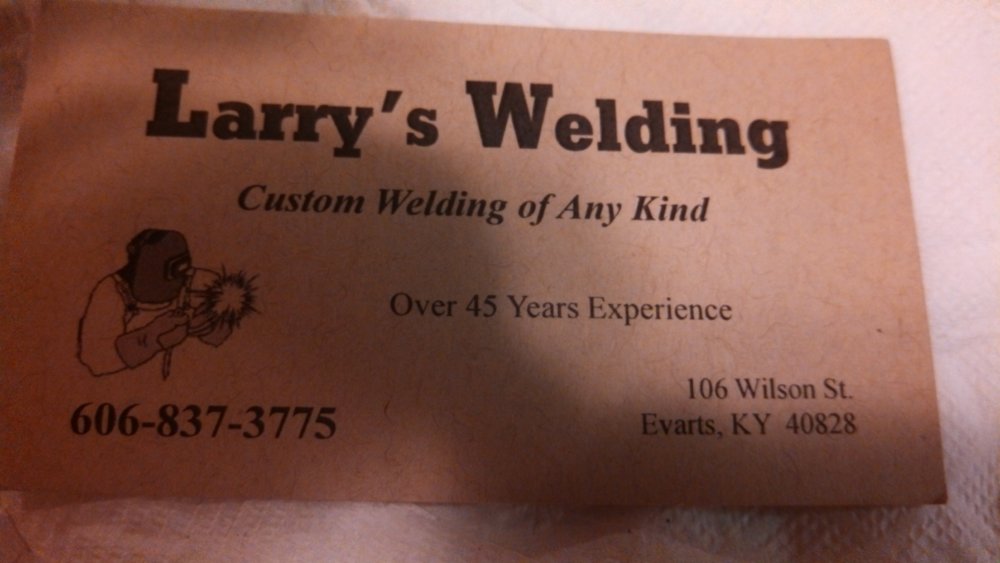 Larry's Welding
Custom Welding of Any Kind
Over 45 Years Experience
606-837-3775
106 Wilson St.
Evarts, KY 40828